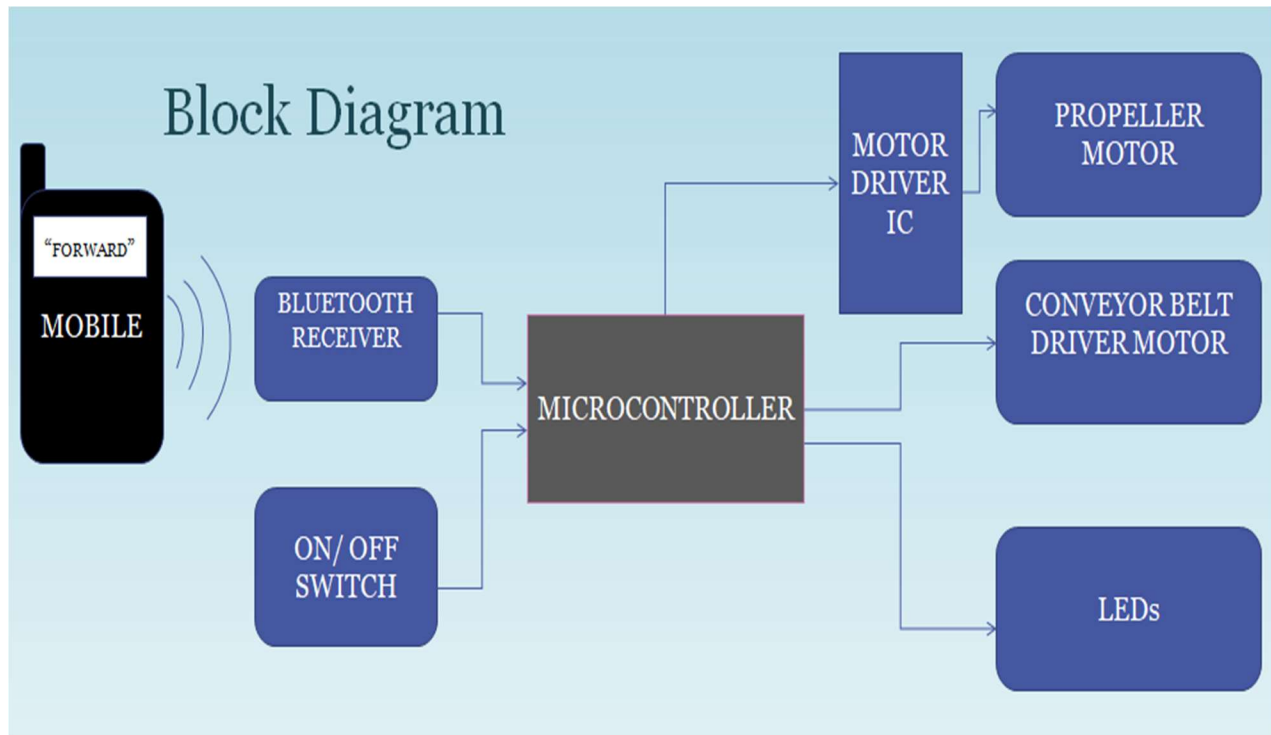 Block Diagram
“FORWARD”
MOBILE
BLUETOOTH
RECEIVER
ON/ OFF
SWITCH
MICROCONTROLLER
MOTOR
DRIVER
IC
PROPELLER
MOTOR
CONVEYOR BELT
DRIVER MOTOR
LEDs